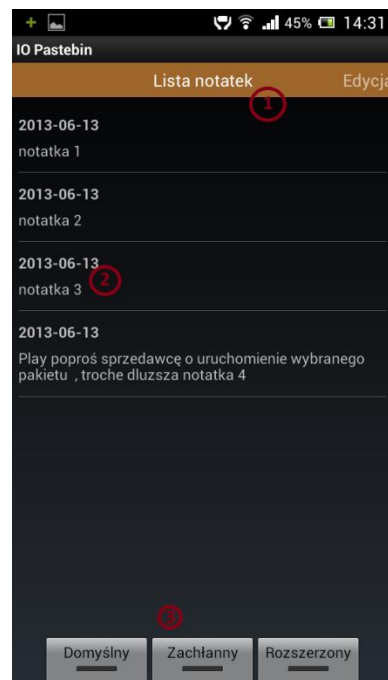 45% 14:31
IO Pastebin
Lista notatek Edycja
1
2013-06-13
notatka 1
2013-06-13
notatka 2
2013-06-13
notatka 3
2
2013-06-13
Play poproś sprzedawcę o uruchomienie wybranego
pakietu , troche dluzsza notatka 4
3
Domyślny Zachłanny Rozszerzony